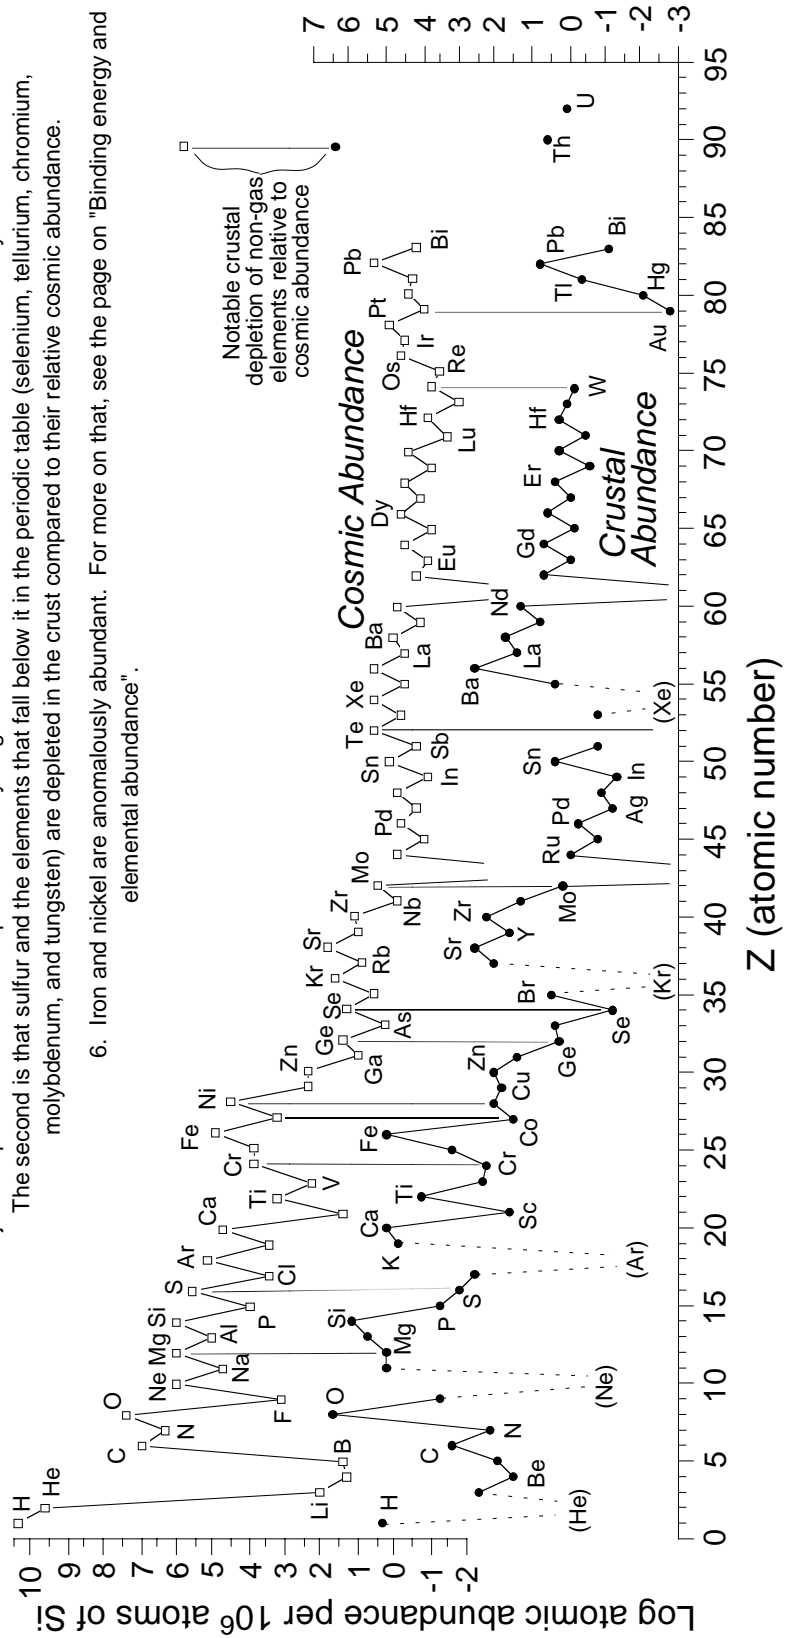 The second is that sulfur and the elements that fall below it in the periodic table (selenium, tellurium, chromium,
molybdenum, and tungsten) are depleted in the crust compared to their relative cosmic abundance.
6. Iron and nickel are anomalously abundant. For more on that, see the page on "Binding energy and
elemental abundance".
Log atomic abundance per 10⁶ atoms of Si
10 9 8 7 6 5 4 3 2 1 0 -1 -2
7 6 5 4 3 2 1 0 -1 -2 -3
Notable crustal
depletion of non-gas
elements relative to
cosmic abundance
Cosmic Abundance
H He Li B C N O F Ne Na Mg Al Si P S Cl Ar Ca Ti V Cr Fe Ni Zn Ga Ge As Se Kr Rb Sr Zr Nb Mo Pd In Sn Sb Te Xe Ba La Eu Dy Lu Hf Re Os Ir Pt Pb Bi
Crustal
Abundance
H (He) Be C N O (Ne) Mg Si P S (Ar) K Ca Sc Ti Cr Fe Co Cu Zn Ge Se Br (Kr) Sr Y Zr Mo Ru Pd Ag In Sn (Xe) Ba La Nd Gd Er Hf W Au Hg Tl Pb Bi Th U
0 5 10 15 20 25 30 35 40 45 50 55 60 65 70 75 80 85 90 95
Z (atomic number)